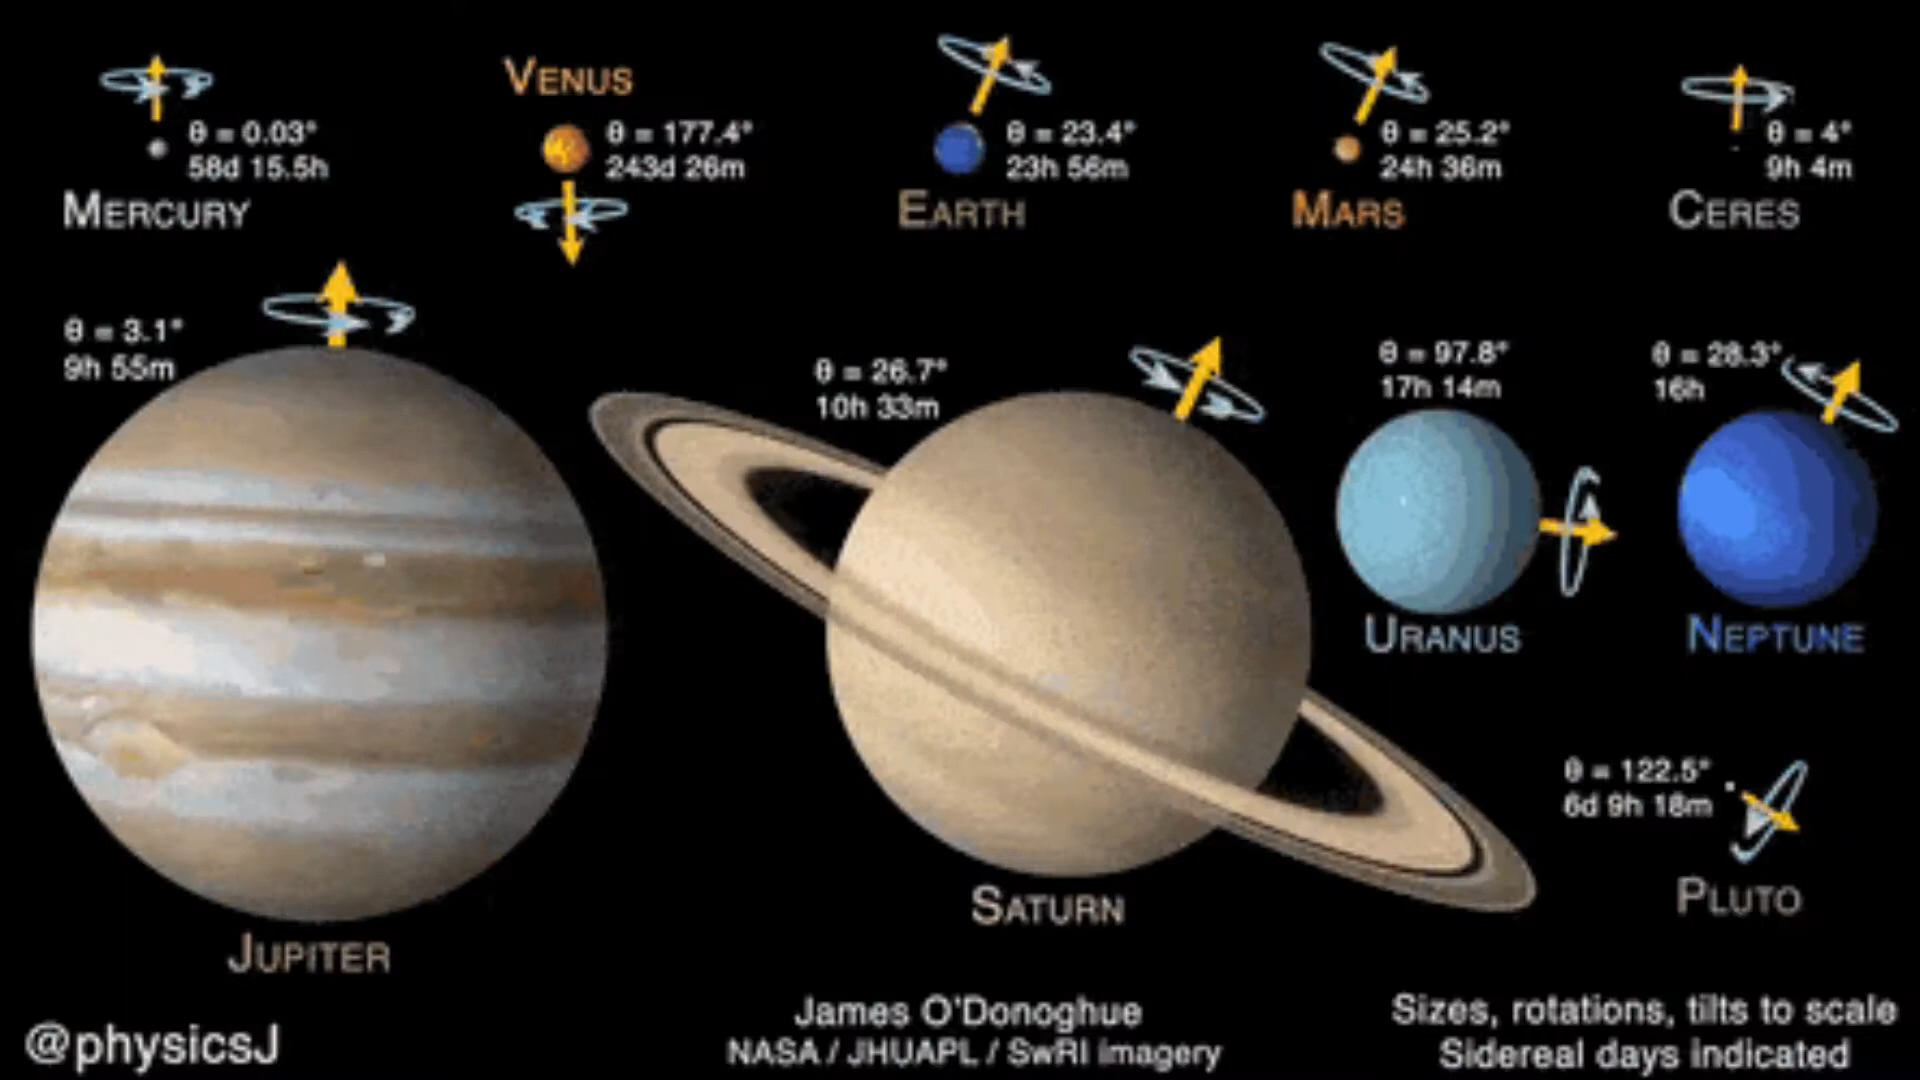 VENUS
θ = 0.03°
58d 15.5h
MERCURY
θ = 177.4°
243d 26m
θ = 23.4°
23h 56m
EARTH
θ = 25.2°
24h 36m
MARS
θ = 4°
9h 4m
CERES
θ = 3.1°
9h 55m
JUPITER
θ = 26.7°
10h 33m
SATURN
θ = 97.8°
17h 14m
URANUS
θ = 28.3°
16h
NEPTUNE
θ = 122.5°
6d 9h 18m
PLUTO
@physicsJ
James O'Donoghue
NASA / JHUAPL / SwRI imagery
Sizes, rotations, tilts to scale
Sidereal days indicated